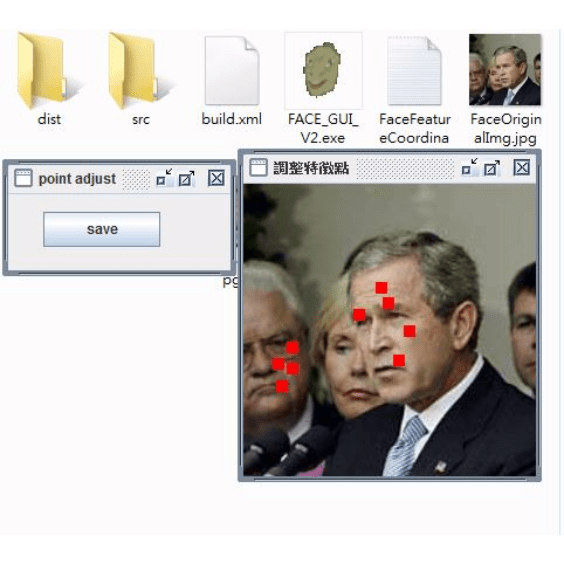 dist
src
build.xml
FACE_GUI_
V2.exe
FaceFeatur
eCoordina
FaceOrigin
alImg.jpg
point adjust
調整特徵點
save